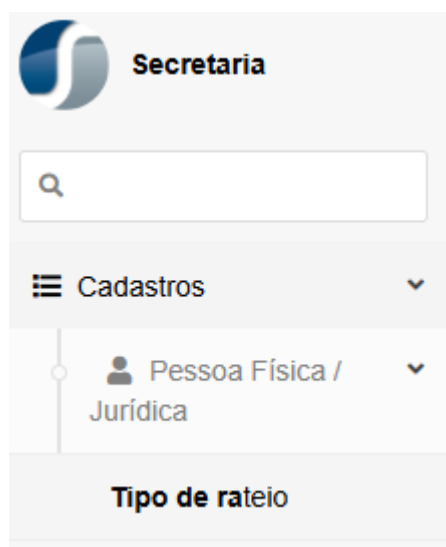 Secretaria
Cadastros
Pessoa Física /
Jurídica
Tipo de rateio